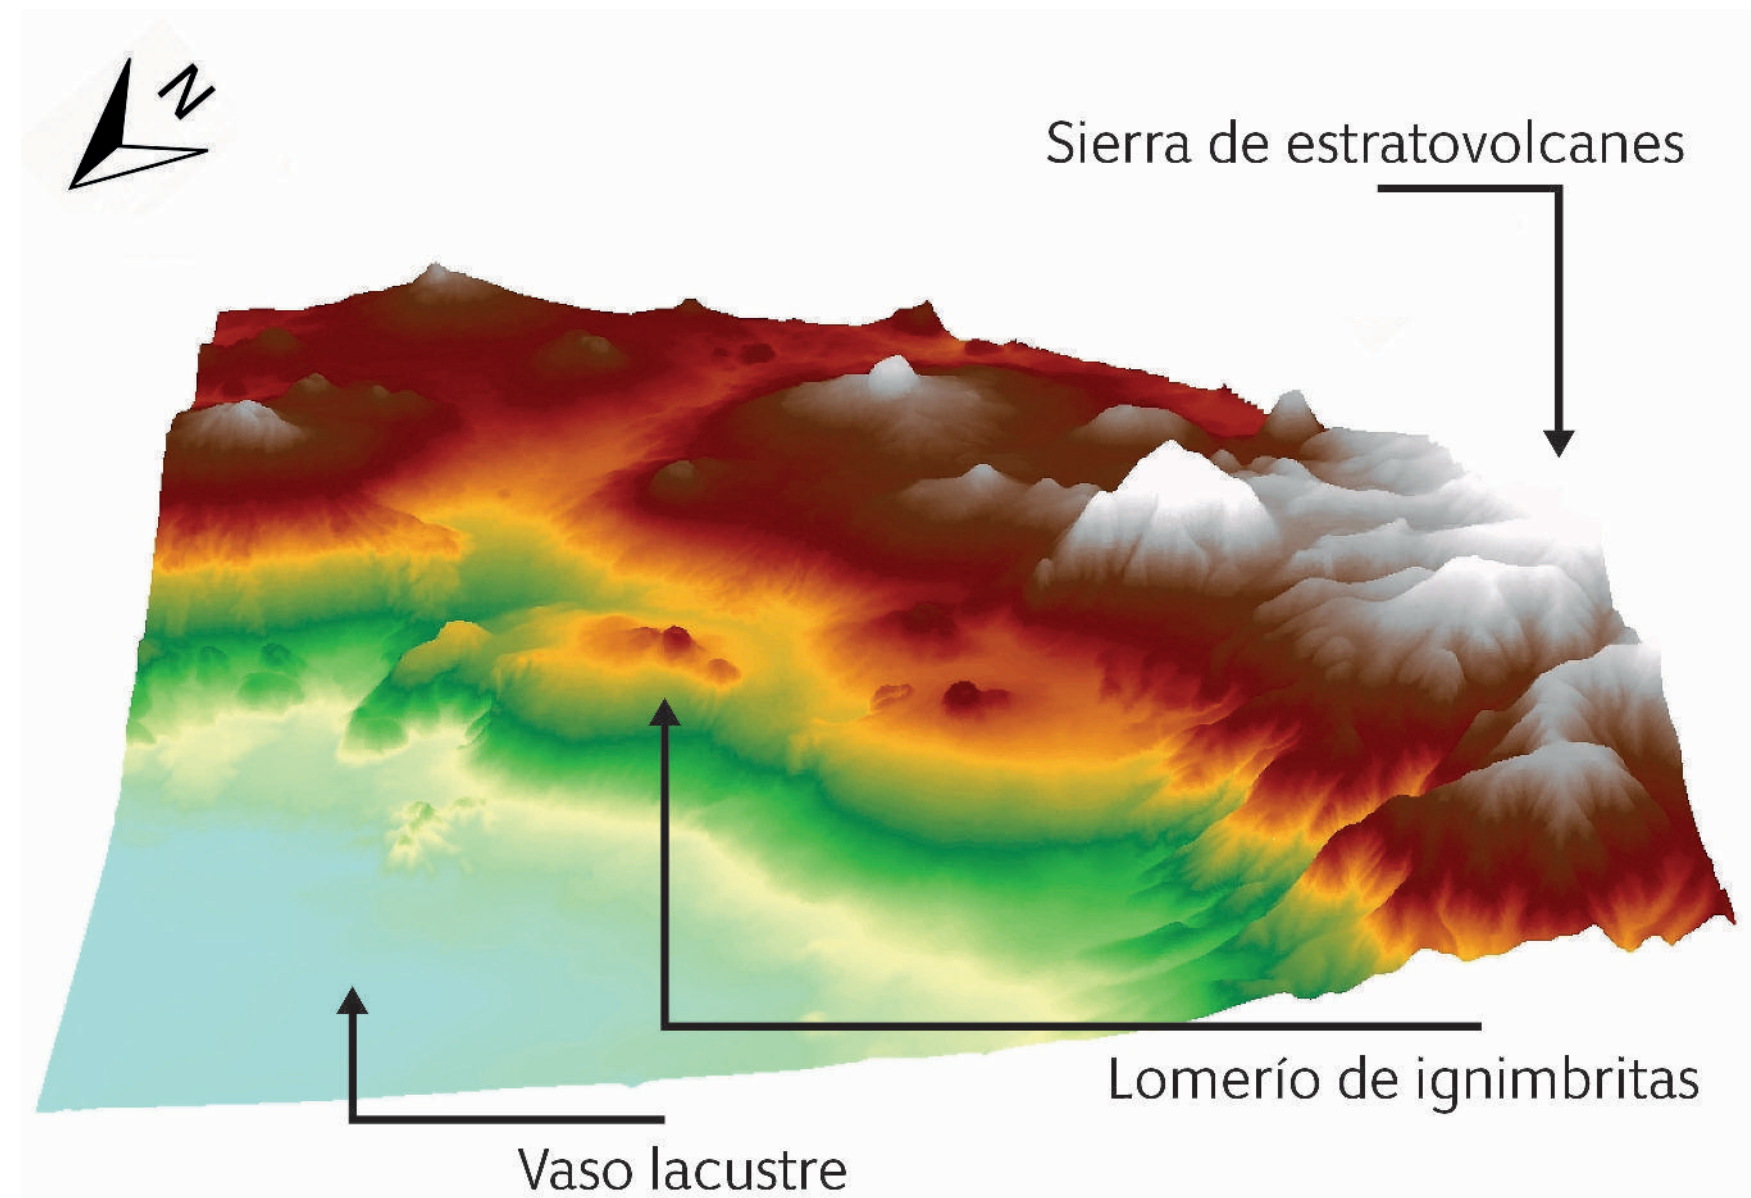 N
Sierra de estratovolcanes
Lomerío de ignimbritas
Vaso lacustre